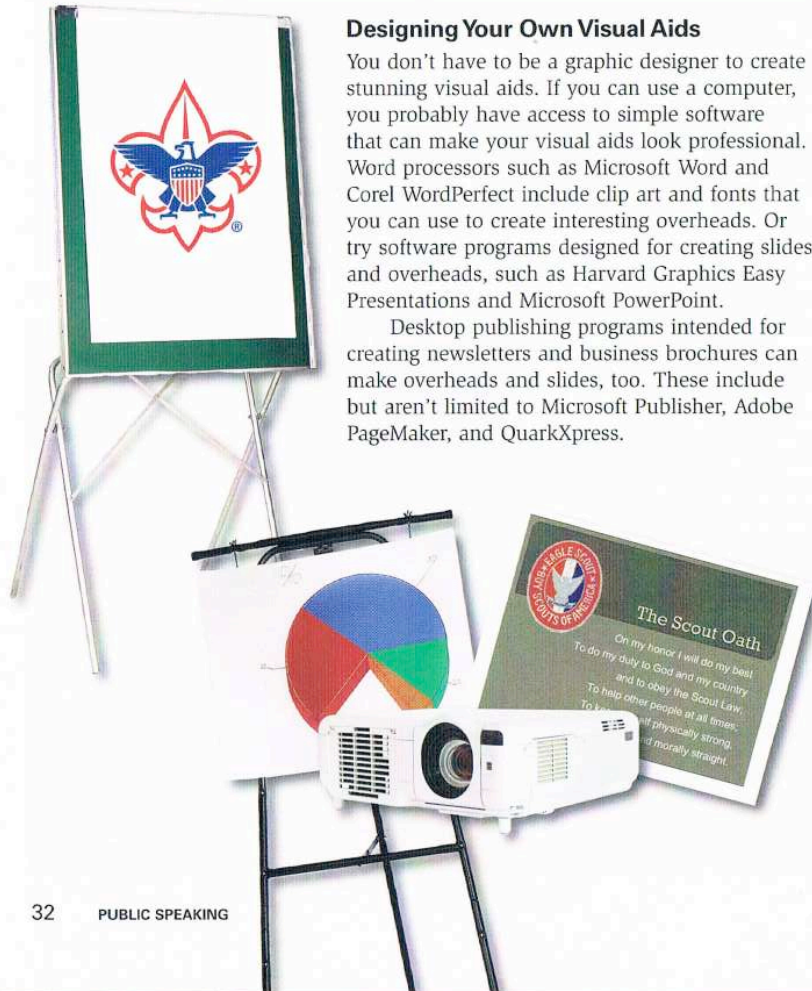 Designing Your Own Visual Aids
You don't have to be a graphic designer to create
stunning visual aids. If you can use a computer,
you probably have access to simple software
that can make your visual aids look professional.
Word processors such as Microsoft Word and
Corel WordPerfect include clip art and fonts that
you can use to create interesting overheads. Or
try software programs designed for creating slides
and overheads, such as Harvard Graphics Easy
Presentations and Microsoft PowerPoint.
Desktop publishing programs intended for
creating newsletters and business brochures can
make overheads and slides, too. These include
but aren't limited to Microsoft Publisher, Adobe
PageMaker, and QuarkXpress.
®
EAGLE SCOUT
BOY SCOUTS OF AMERICA
The Scout Oath
On my honor I will do my best
To do my duty to God and my country
and to obey the Scout Law;
To help other people at all times;
To physically strong,
morally straight.
32 PUBLIC SPEAKING